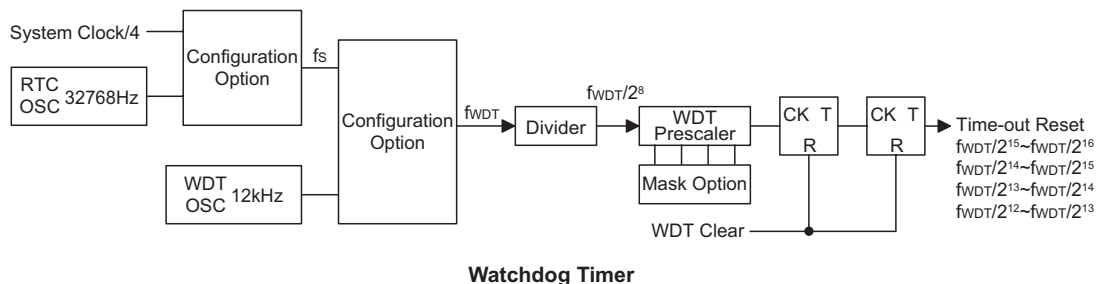 System Clock/4
Configuration
Option
fS
RTC
OSC 32768Hz
Configuration
Option
fWDT
Divider
fWDT/2⁸
WDT
Prescaler
Mask Option
CK T
R
CK T
R
Time-out Reset
fWDT/2¹⁵~fWDT/2¹⁶
fWDT/2¹⁴~fWDT/2¹⁵
fWDT/2¹³~fWDT/2¹⁴
fWDT/2¹²~fWDT/2¹³
WDT
OSC 12kHz
WDT Clear
Watchdog Timer